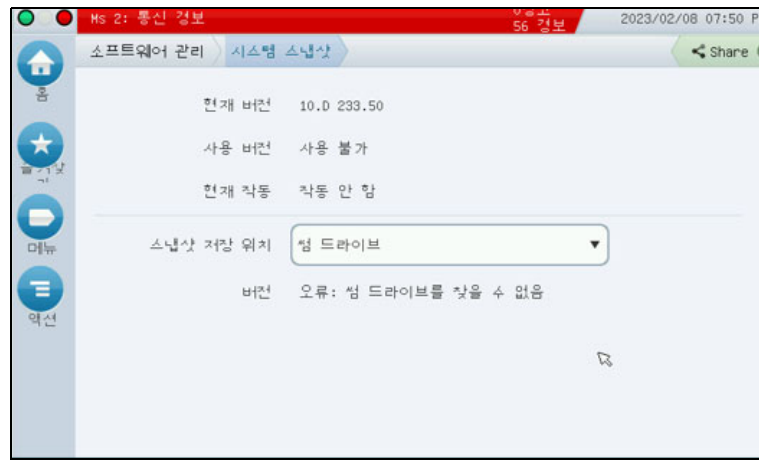 Ms 2: 통신 경보
56 경보
2023/02/08 07:50 P
소프트웨어 관리
시스템 스냅샷
Share
홈
현재 버전 10.D 233.50
사용 버전 사용 불가
현재 작동 작동 안 함
메뉴
스냅샷 저장 위치 썸 드라이브
버전 오류: 썸 드라이브를 찾을 수 없음
액션